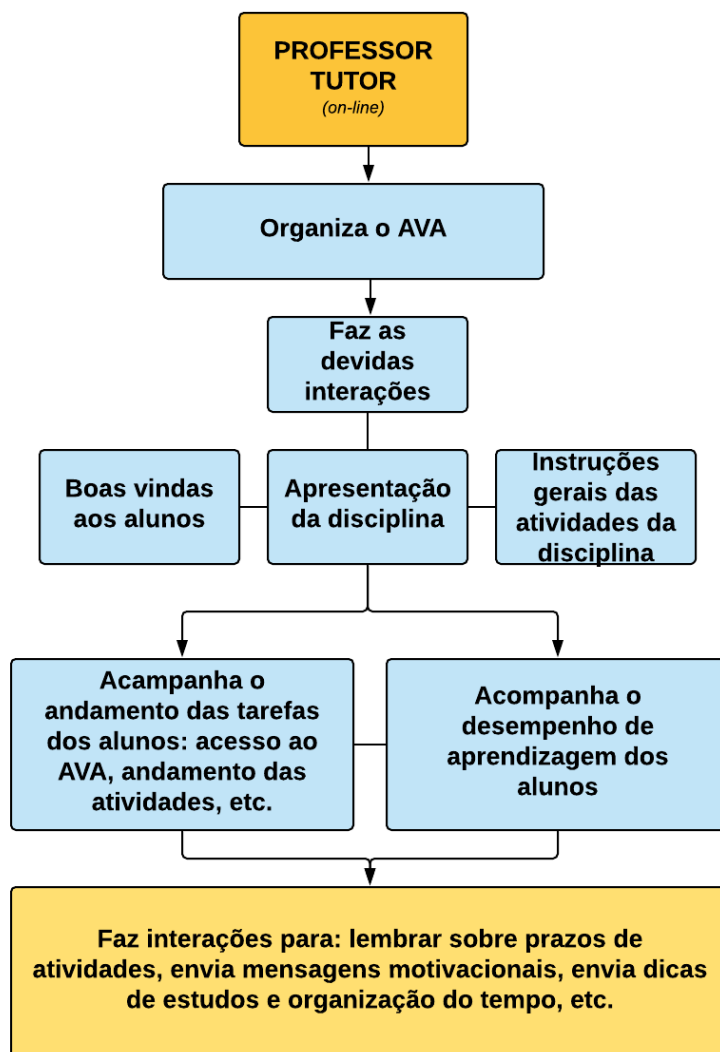 PROFESSOR
TUTOR
(on-line)
Organiza o AVA
Faz as
devidas
interações
Boas vindas
aos alunos
Apresentação
da disciplina
Instruções
gerais das
atividades da
disciplina
Acampanha o
andamento das tarefas
dos alunos: acesso ao
AVA, andamento das
atividades, etc.
Acompanha o
desempenho de
aprendizagem dos
alunos
Faz interações para: lembrar sobre prazos de
atividades, envia mensagens motivacionais, envia dicas
de estudos e organização do tempo, etc.